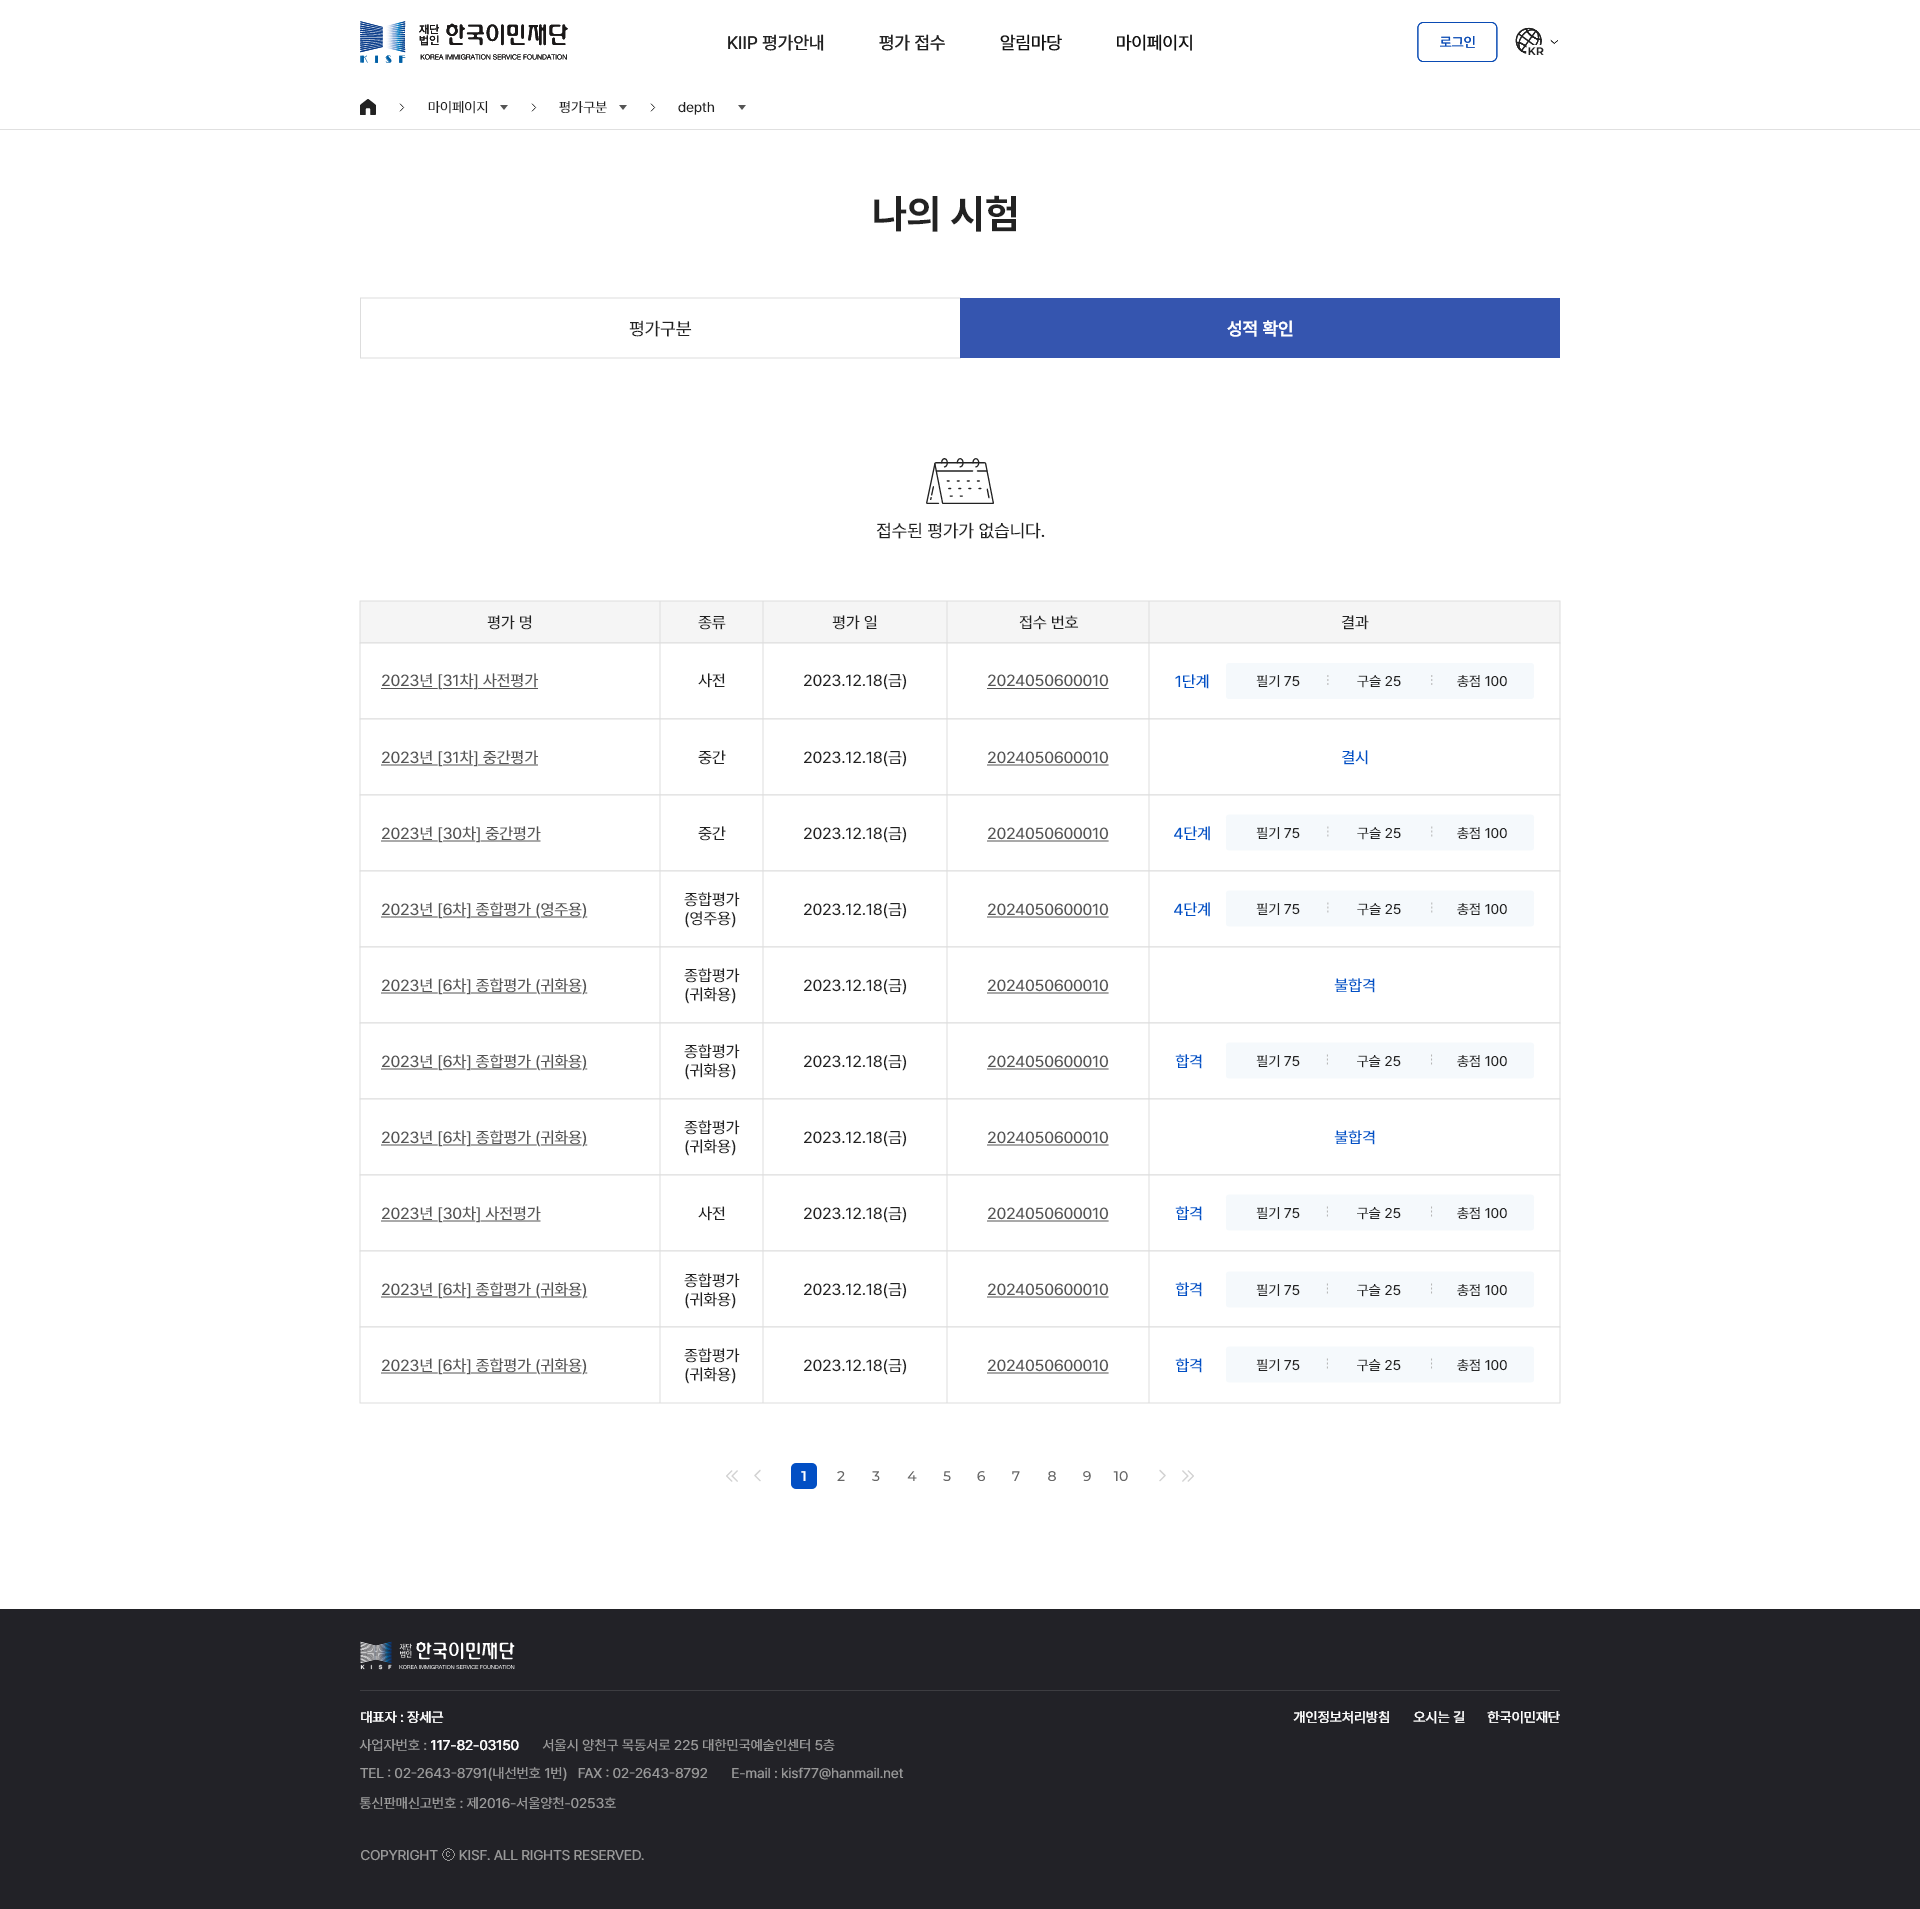 재단 법인 한국이민재단
KISF KOREA IMMIGRATION SERVICE FOUNDATION
KIIP 평가안내 평가 접수 알림마당 마이페이지
로그인 KR
마이페이지 평가구분 depth
나의 시험
평가구분 성적 확인
접수된 평가가 없습니다.
평가 명 종류 평가 일 접수 번호 결과
2023년 [31차] 사전평가 사전 2023.12.18(금) 2024050600010 1단계 필기 75 구슬 25 총점 100
2023년 [31차] 중간평가 중간 2023.12.18(금) 2024050600010 결시
2023년 [30차] 중간평가 중간 2023.12.18(금) 2024050600010 4단계 필기 75 구슬 25 총점 100
2023년 [6차] 종합평가 (영주용) 종합평가 (영주용) 2023.12.18(금) 2024050600010 4단계 필기 75 구슬 25 총점 100
2023년 [6차] 종합평가 (귀화용) 종합평가 (귀화용) 2023.12.18(금) 2024050600010 불합격
2023년 [6차] 종합평가 (귀화용) 종합평가 (귀화용) 2023.12.18(금) 2024050600010 합격 필기 75 구슬 25 총점 100
2023년 [6차] 종합평가 (귀화용) 종합평가 (귀화용) 2023.12.18(금) 2024050600010 불합격
2023년 [30차] 사전평가 사전 2023.12.18(금) 2024050600010 합격 필기 75 구슬 25 총점 100
2023년 [6차] 종합평가 (귀화용) 종합평가 (귀화용) 2023.12.18(금) 2024050600010 합격 필기 75 구슬 25 총점 100
2023년 [6차] 종합평가 (귀화용) 종합평가 (귀화용) 2023.12.18(금) 2024050600010 합격 필기 75 구슬 25 총점 100
1 2 3 4 5 6 7 8 9 10
재단 법인 한국이민재단
KISF KOREA IMMIGRATION SERVICE FOUNDATION
대표자 : 장세근 개인정보처리방침 오시는 길 한국이민재단
사업자번호 : 117-82-03150 서울시 양천구 목동서로 225 대한민국예술인센터 5층
TEL : 02-2643-8791(내선번호 1번) FAX : 02-2643-8792 E-mail : kisf77@hanmail.net
통신판매신고번호 : 제2016-서울양천-0253호
COPYRIGHT ⓒ KISF. ALL RIGHTS RESERVED.